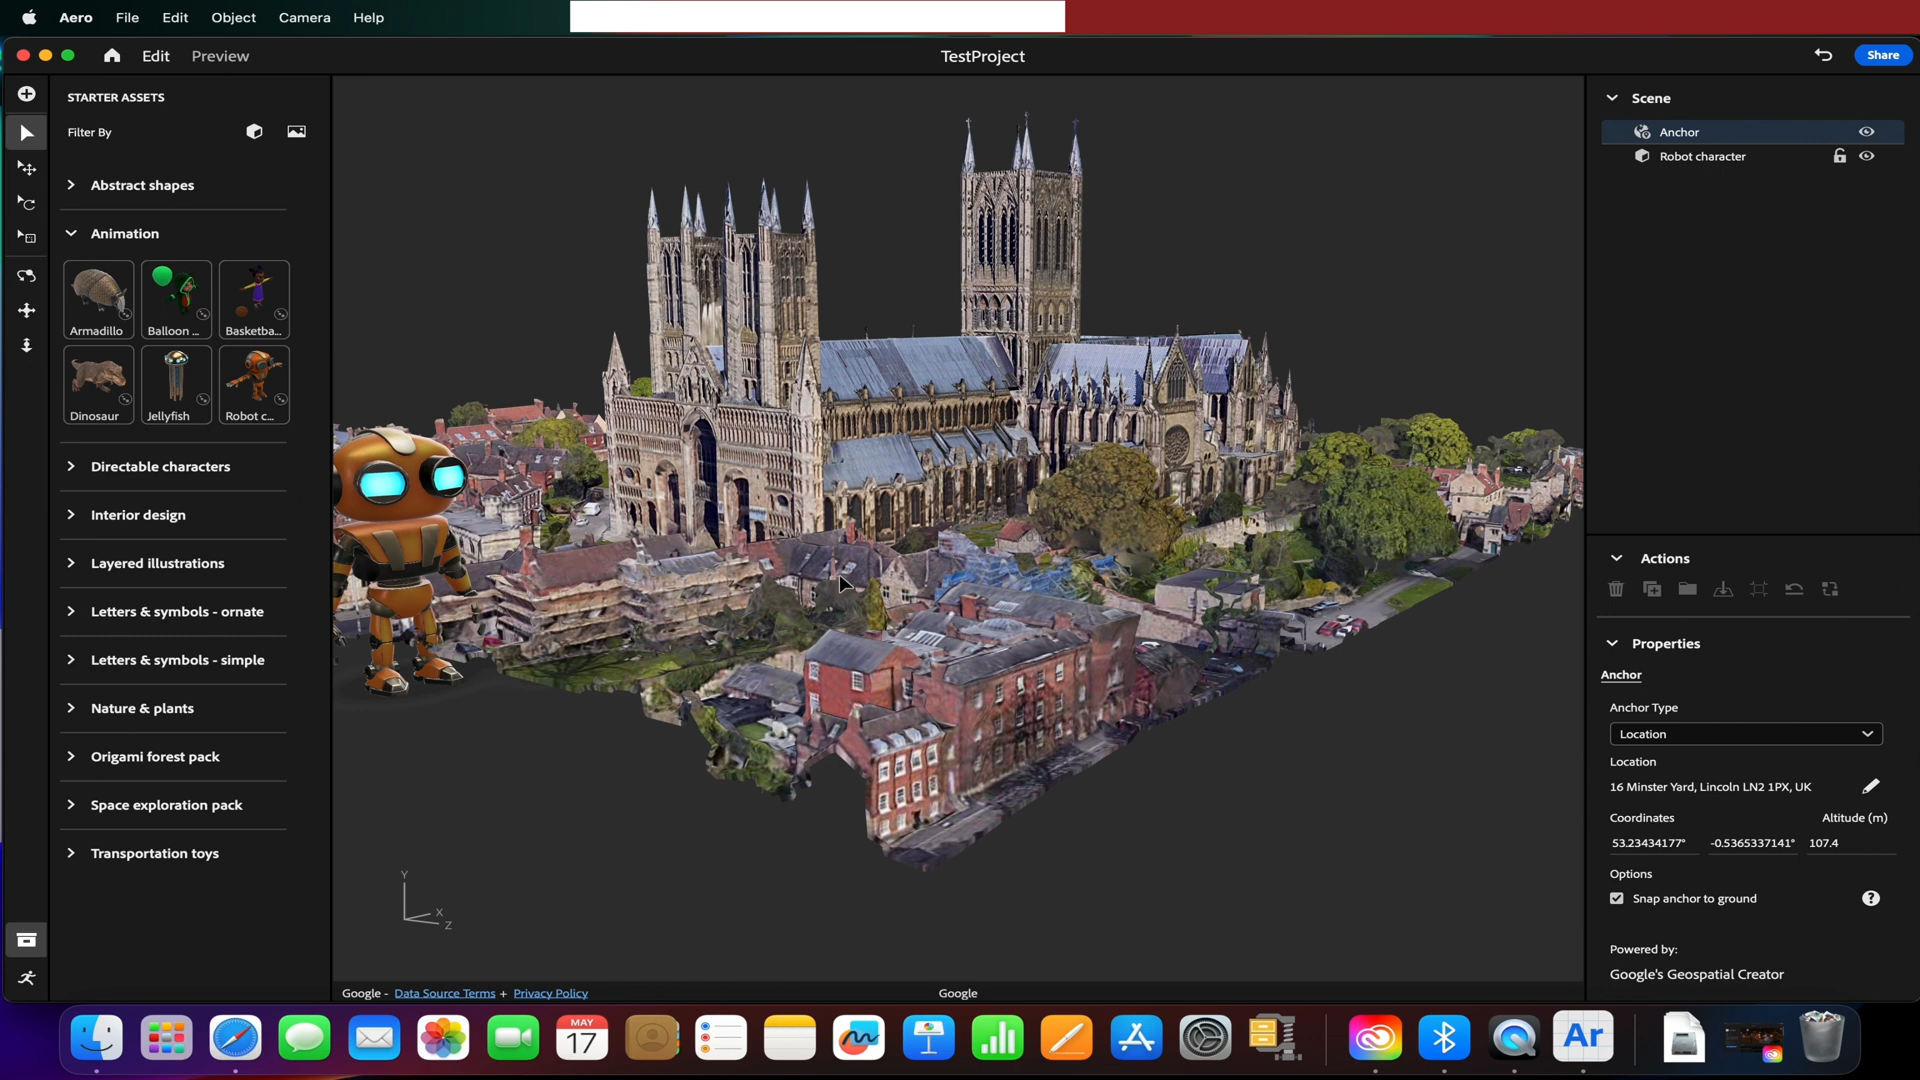 Aero File Edit Object Camera Help
Edit Preview
TestProject
Share
STARTER ASSETS
Filter By
Abstract shapes
Animation
Armadillo
Balloon ...
Basketba...
Dinosaur
Jellyfish
Robot c...
Directable characters
Interior design
Layered illustrations
Letters & symbols - ornate
Letters & symbols - simple
Nature & plants
Origami forest pack
Space exploration pack
Transportation toys
Y
X
Z
Google - Data Source Terms + Privacy Policy
Google
Scene
Anchor
Robot character
Actions
Properties
Anchor
Anchor Type
Location
Location
16 Minster Yard, Lincoln LN2 1PX, UK
Coordinates Altitude (m)
53.23434177° -0.5365337141° 107.4
Options
Snap anchor to ground
?
Powered by:
Google's Geospatial Creator
MAY
17
Ar